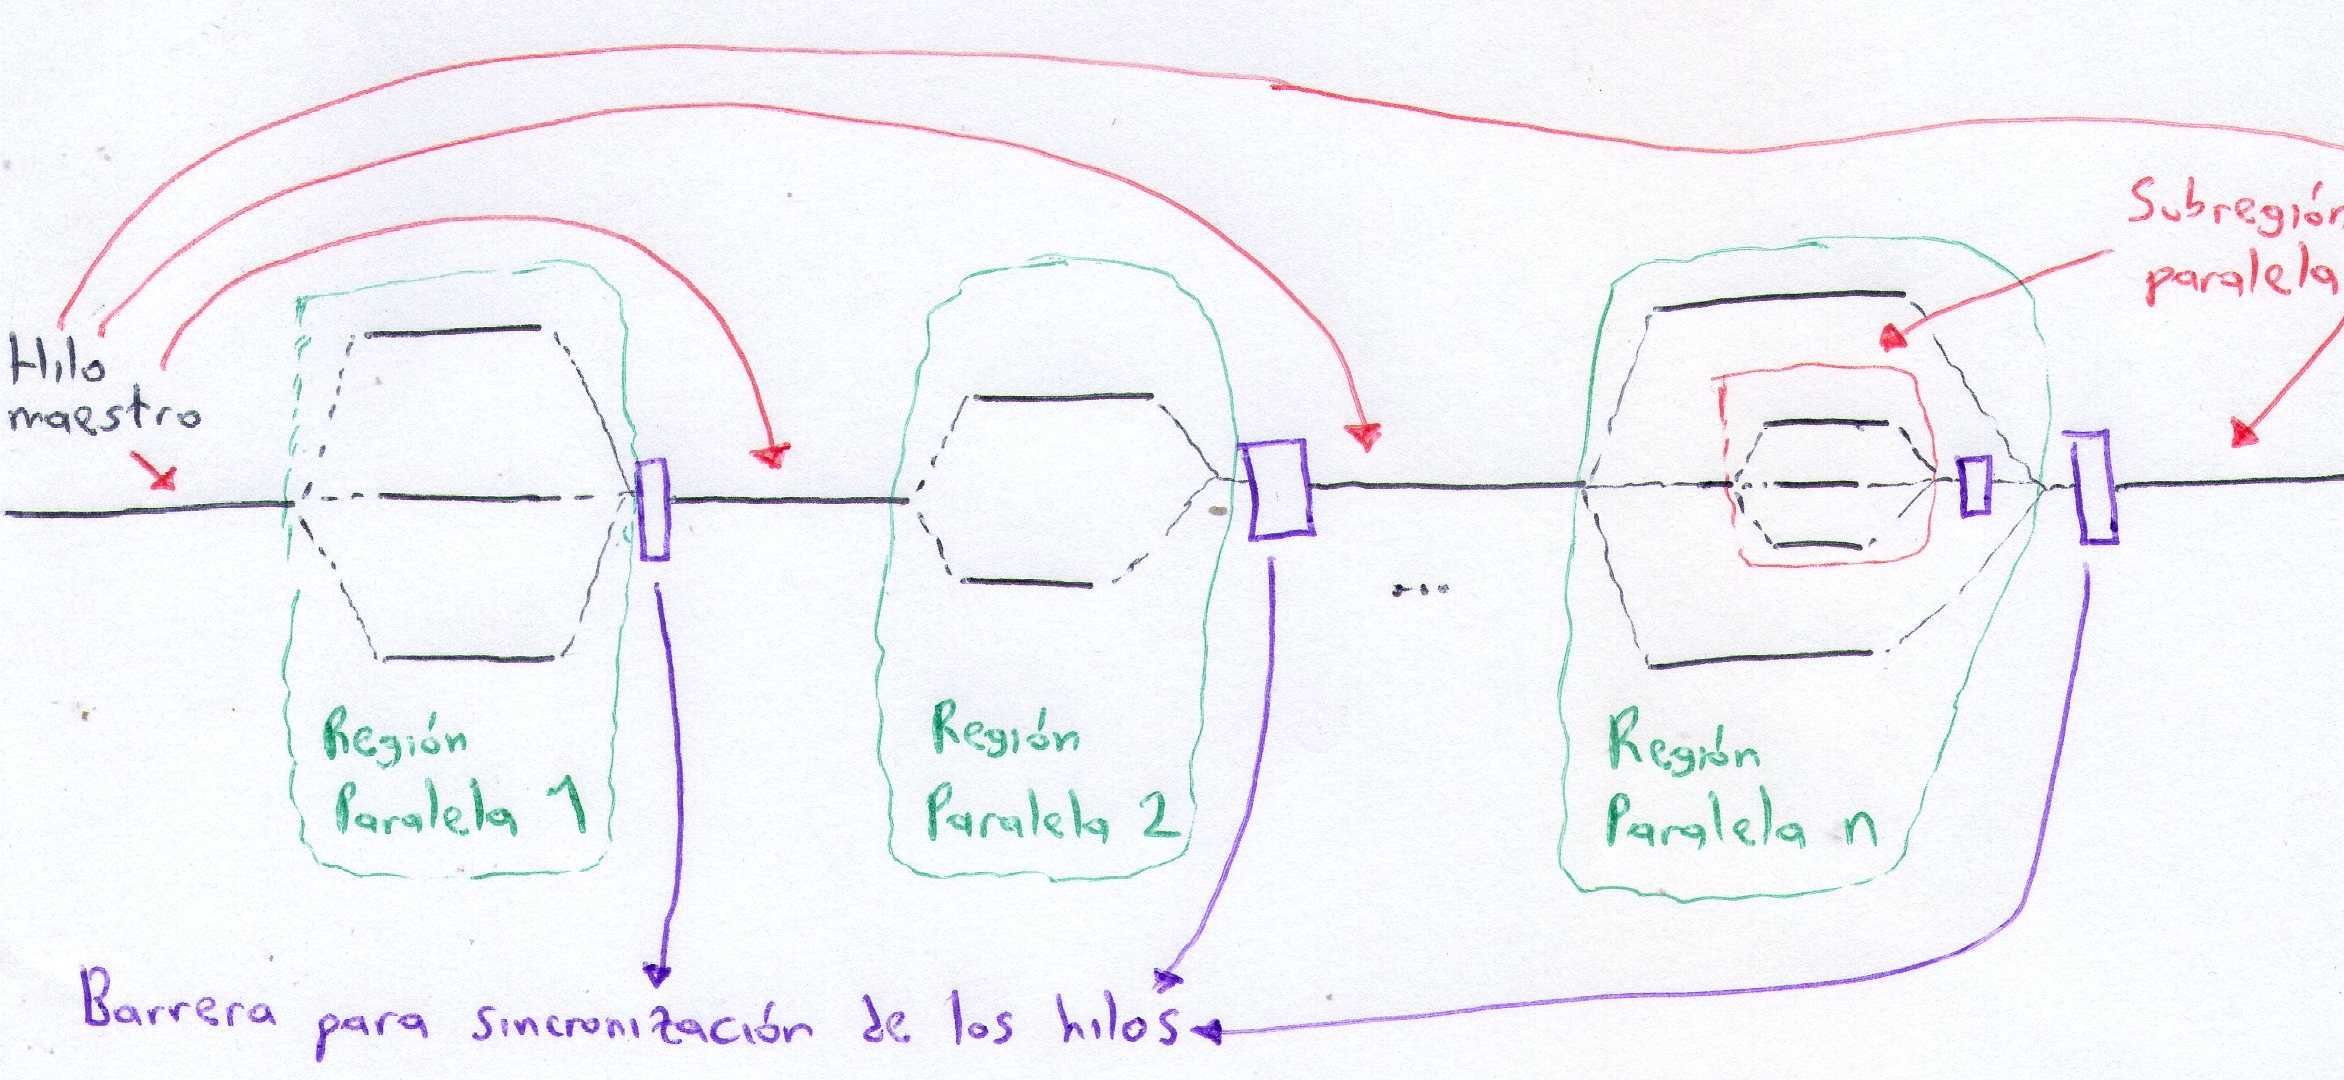 Subregión
paralela
Hilo
maestro
...
Región
Paralela 1
Región
Paralela 2
Región
Paralela n
Barrera para sincronización de los hilos